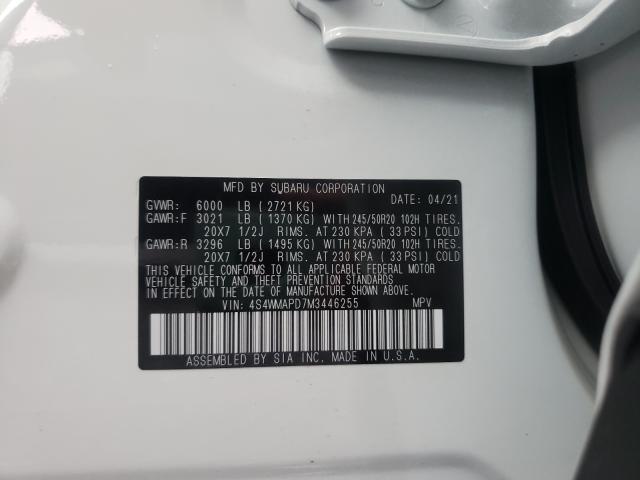 MFD BY SUBARU CORPORATION
GVWR: 6000 LB ( 2721 KG) DATE: 04/21
GAWR:F 3021 LB ( 1370 KG) WITH 245/50R20 102H TIRES.
20X7 1/2J RIMS. AT 230 KPA ( 33 PSI) COLD
GAWR:R 3296 LB ( 1495 KG) WITH 245/50R20 102H TIRES.
20X7 1/2J RIMS. AT 230 KPA ( 33 PSI) COLD
THIS VEHICLE CONFORMS TO ALL APPLICABLE FEDERAL MOTOR
VEHICLE SAFETY AND THEFT PREVENTION STANDARDS
IN EFFECT ON THE DATE OF MANUFACTURE SHOWN ABOVE.
VIN: 4S4WMAPD7M3446255 MPV
ASSEMBLED BY SIA INC. MADE IN U.S.A.